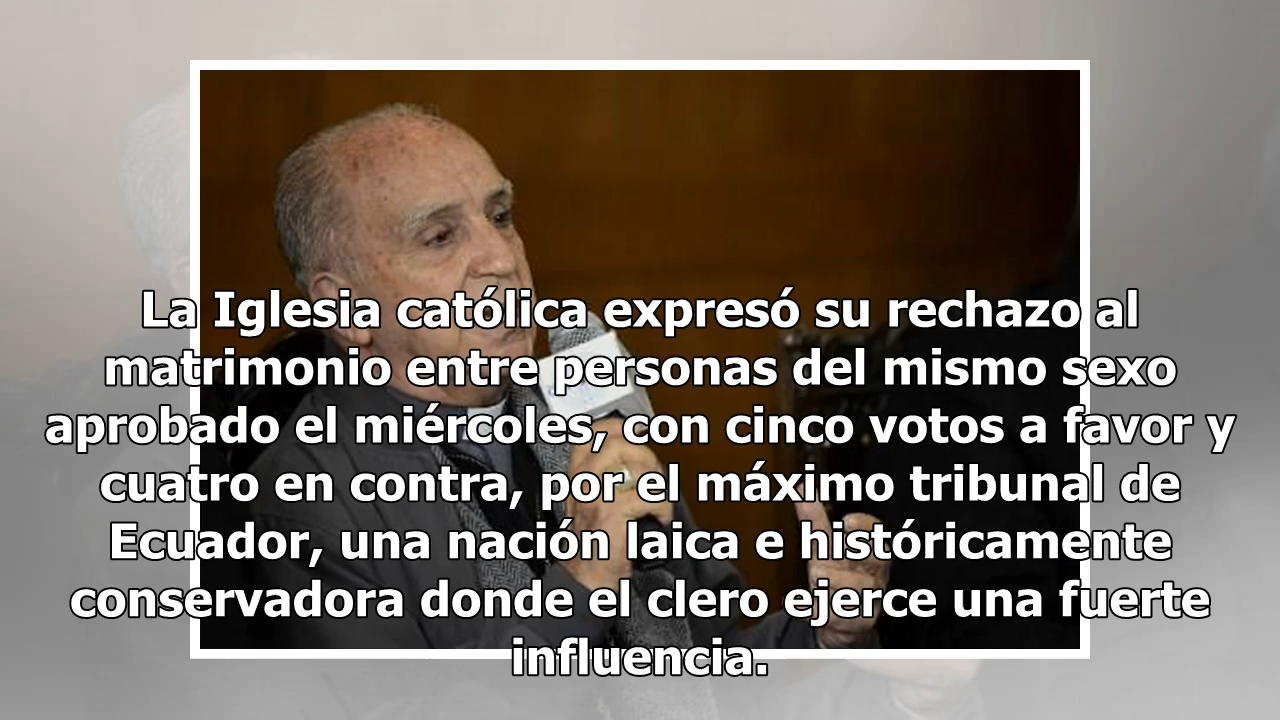 La Iglesia católica expresó su rechazo al
matrimonio entre personas del mismo sexo
aprobado el miércoles, con cinco votos a favor y
cuatro en contra, por el máximo tribunal de
Ecuador, una nación laica e históricamente
conservadora donde el clero ejerce una fuerte
influencia.